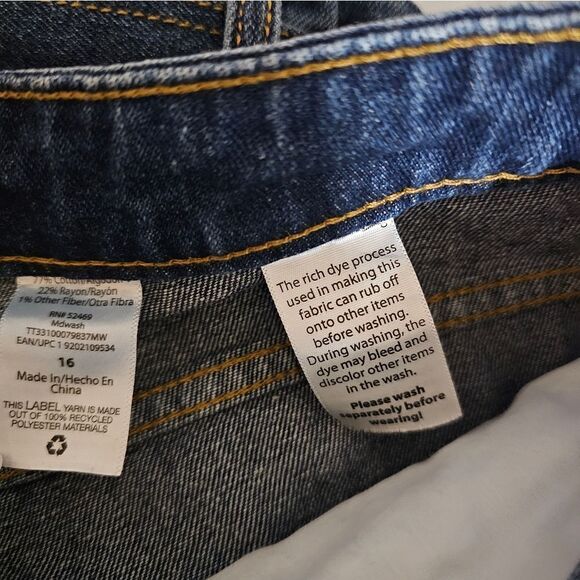 77% Cotton/Algodon
22% Rayon/Rayón
1% Other Fiber/Otra Fibra
RN# 52469
Mdwash
TT33100079837MW
EAN/UPC 1 9202109534
16
Made In/Hecho En
China
THIS LABEL YARN IS MADE
OUT OF 100% RECYCLED
POLYESTER MATERIALS
The rich dye process
used in making this
fabric can rub off
onto other items
before washing.
During washing, the
dye may bleed and
discolor other items
in the wash.
Please wash
separately before
wearing!